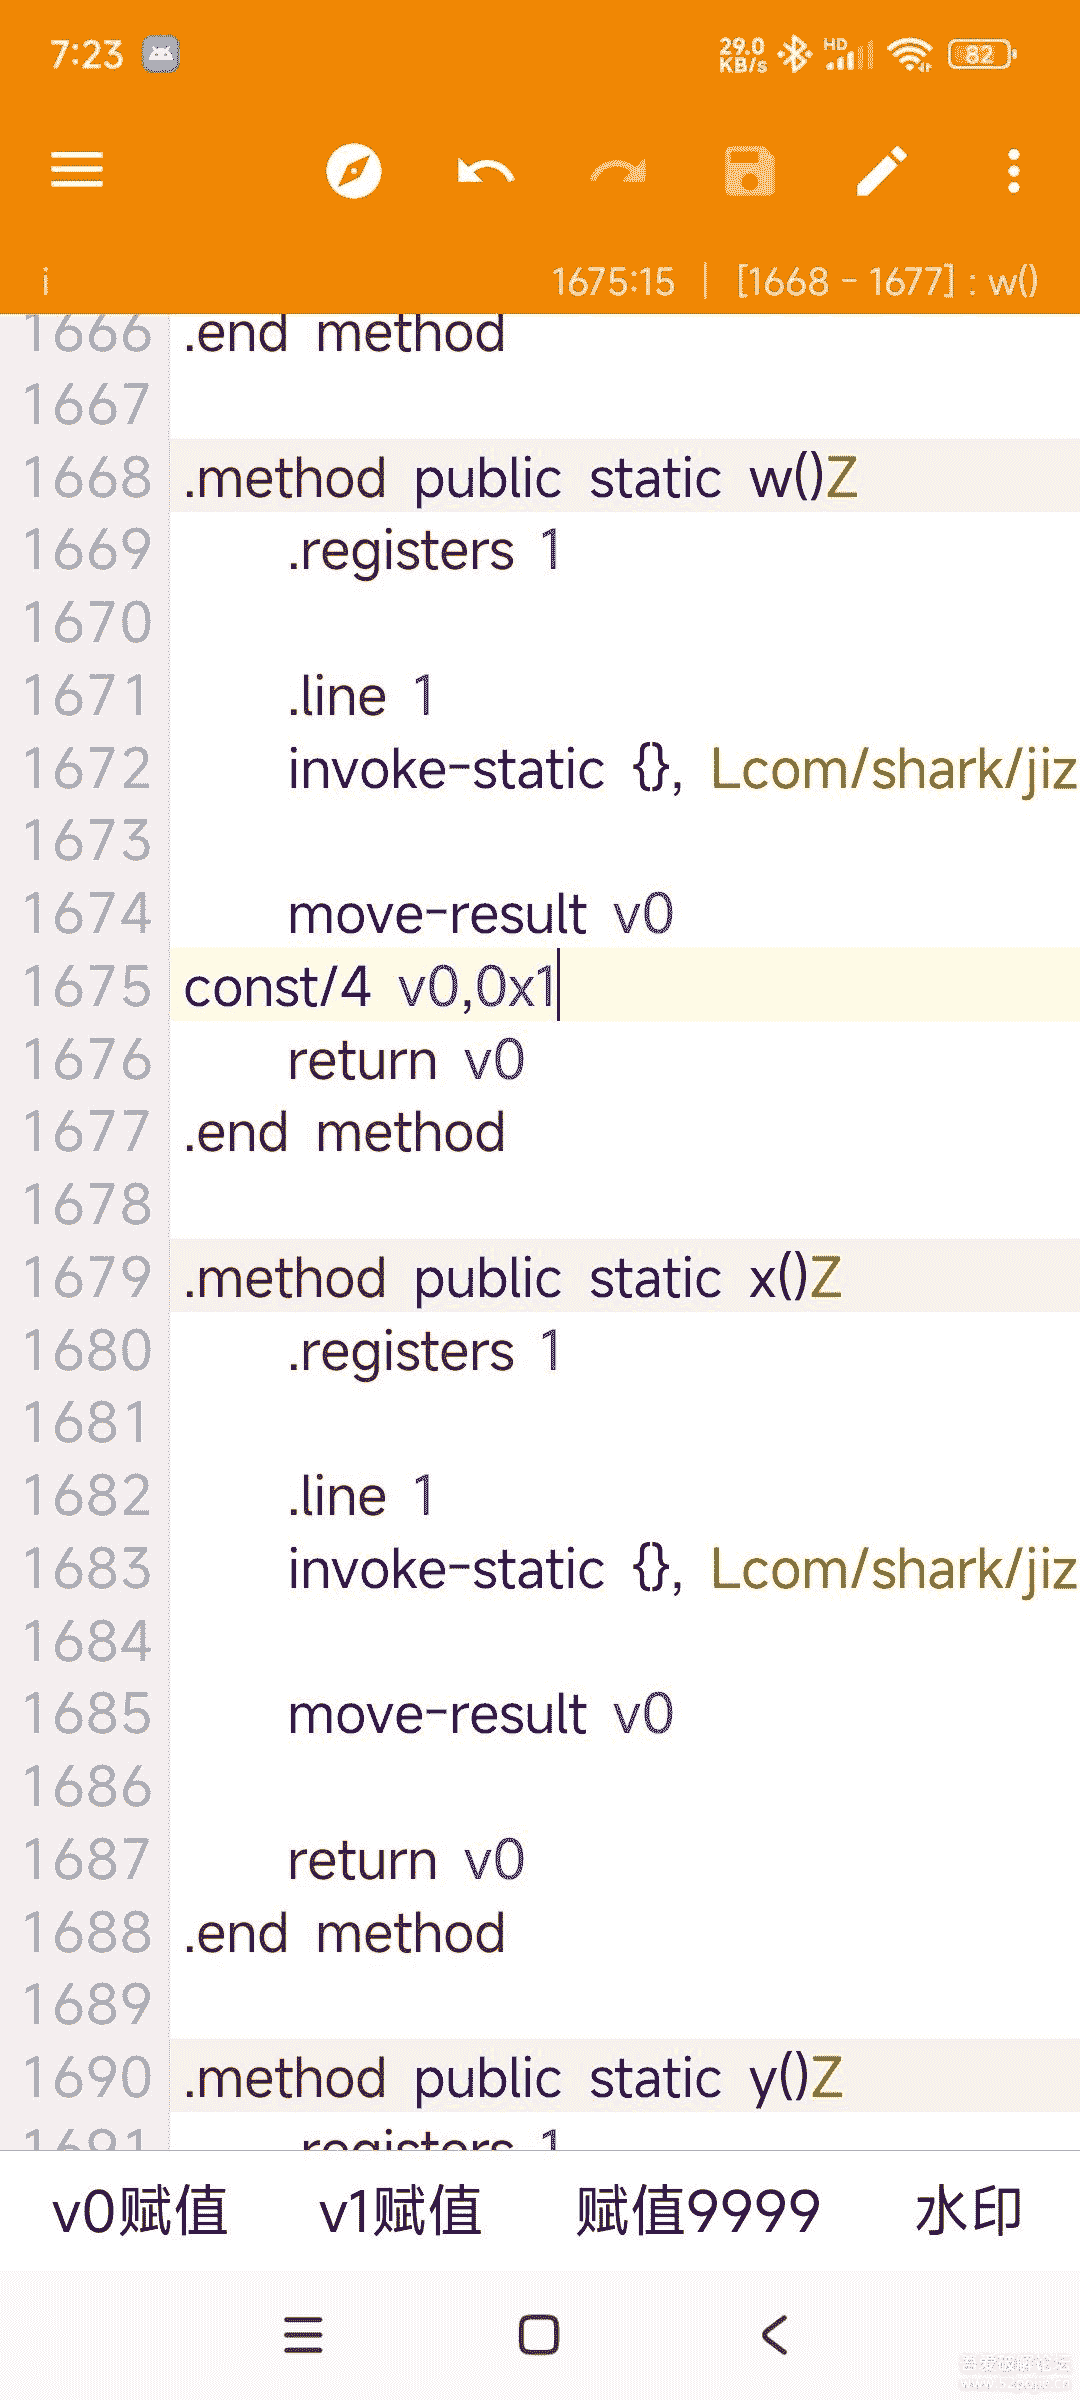 7:23 29.0 KB/s HD 82
i 1675:15 | [1668 - 1677] : w()
1666 .end method
1667
1668 .method public static w()Z
1669 .registers 1
1670
1671 .line 1
1672 invoke-static {}, Lcom/shark/jiz
1673
1674 move-result v0
1675 const/4 v0,0x1
1676 return v0
1677 .end method
1678
1679 .method public static x()Z
1680 .registers 1
1681
1682 .line 1
1683 invoke-static {}, Lcom/shark/jiz
1684
1685 move-result v0
1686
1687 return v0
1688 .end method
1689
1690 .method public static y()Z
1691 .registers 1
v0赋值 v1赋值 赋值9999 水印